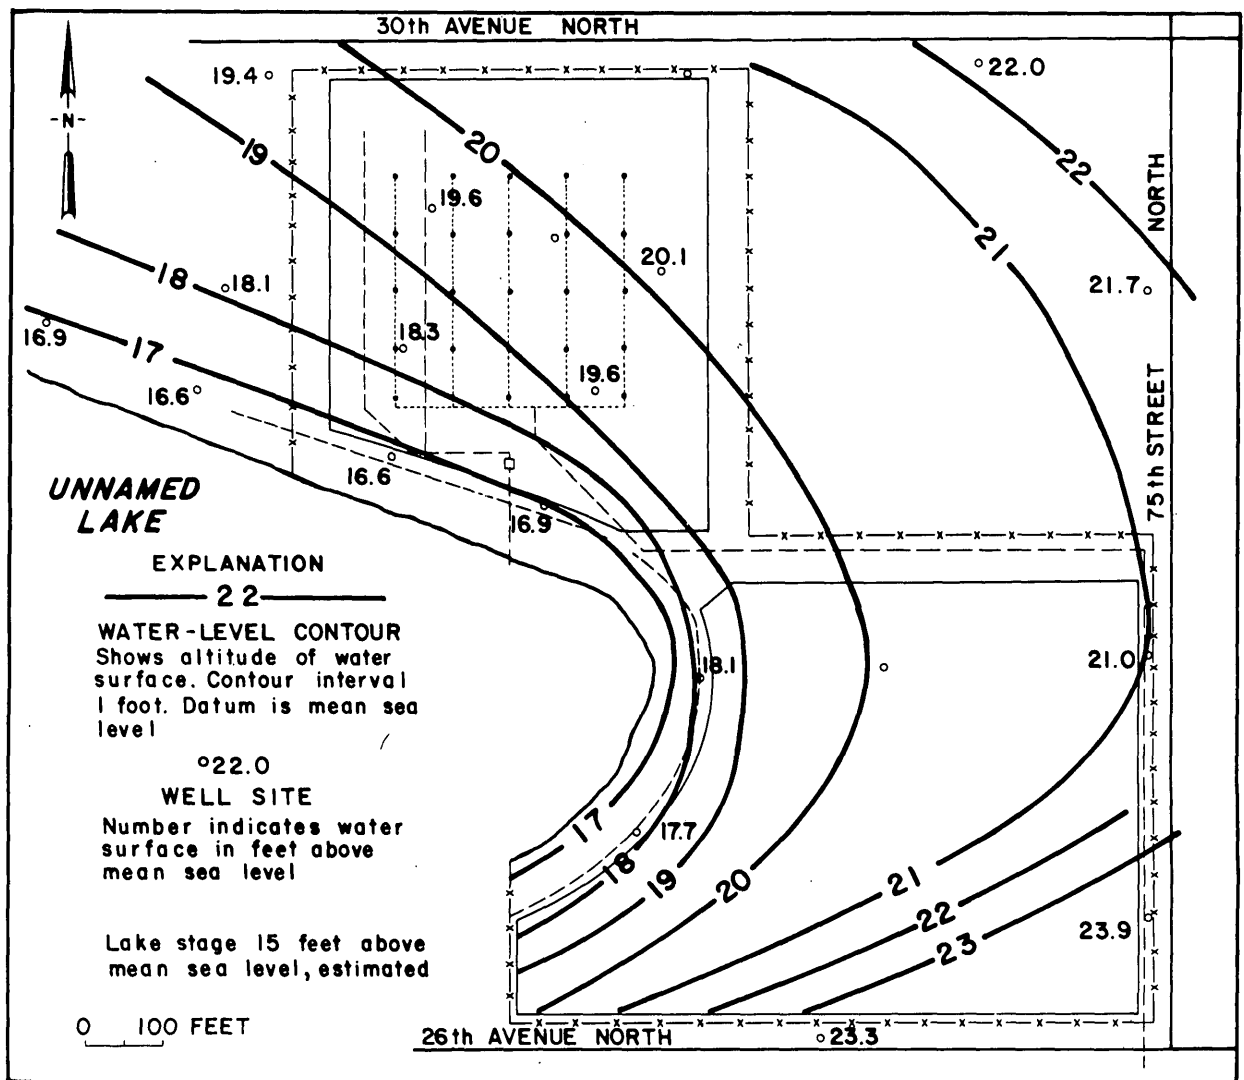 30th AVENUE NORTH
-N-
19.4
22.0
19
20
22
NORTH
19.6
21
20.1
18
18.1
21.7
16.9
17
18.3
16.6
19.6
75th STREET
16.6
16.9
UNNAMED
LAKE
EXPLANATION
22
WATER-LEVEL CONTOUR
Shows altitude of water
surface. Contour interval
1 foot. Datum is mean sea
level
18.1
21.0
22.0
WELL SITE
Number indicates water
surface in feet above
mean sea level
17
17.7
18
19
20
21
22
23
23.9
Lake stage 15 feet above
mean sea level, estimated
0 100 FEET
26th AVENUE NORTH
23.3